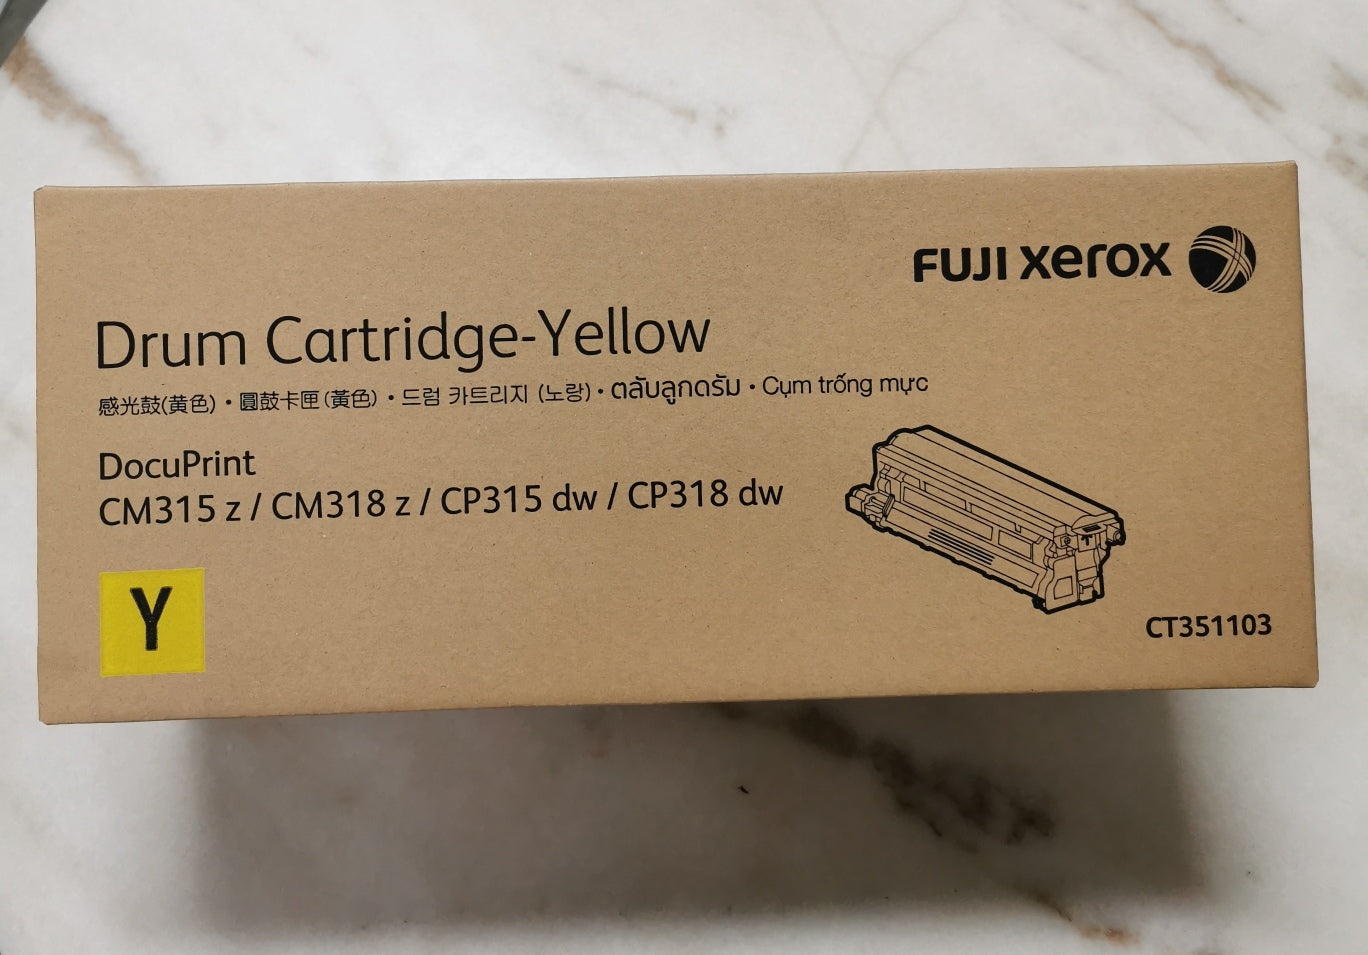 FUJI xerox
Drum Cartridge-Yellow
感光鼓(黄色)・圓鼓卡匣(黃色)・드럼 카트리지 (노랑)・ตลับลูกดรัม・Cụm trống mực
DocuPrint
CM315 z / CM318 z / CP315 dw / CP318 dw
Y
CT351103